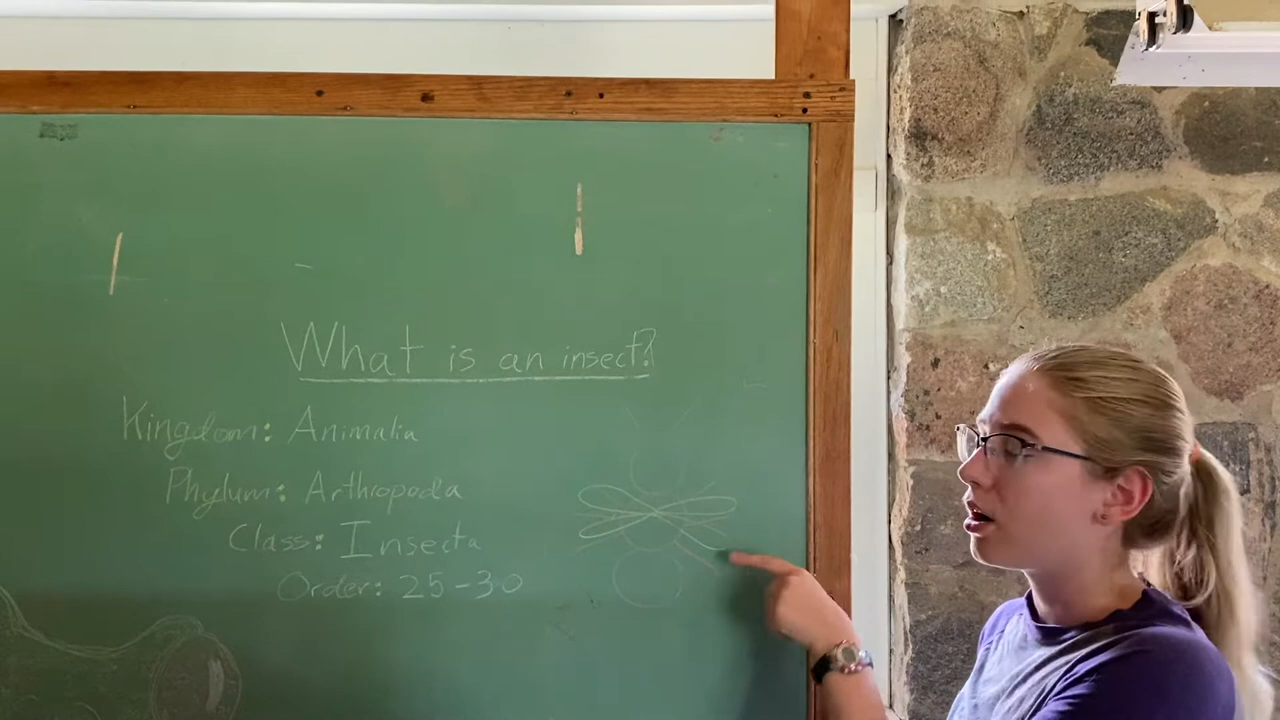 What is an insect?
Kingdom: Animalia
Phylum: Arthropoda
Class: Insecta
Order: 25-30